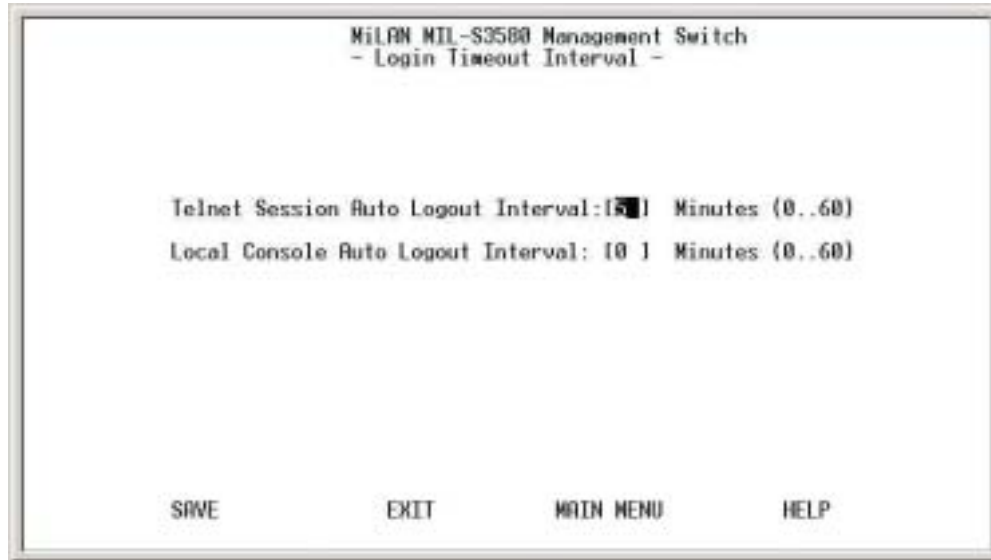 MiLAN MIL-S3580 Management Switch
- Login Timeout Interval -
Telnet Session Auto Logout Interval:[5 ] Minutes (0..60)
Local Console Auto Logout Interval: [0 ] Minutes (0..60)
SAVE EXIT MAIN MENU HELP